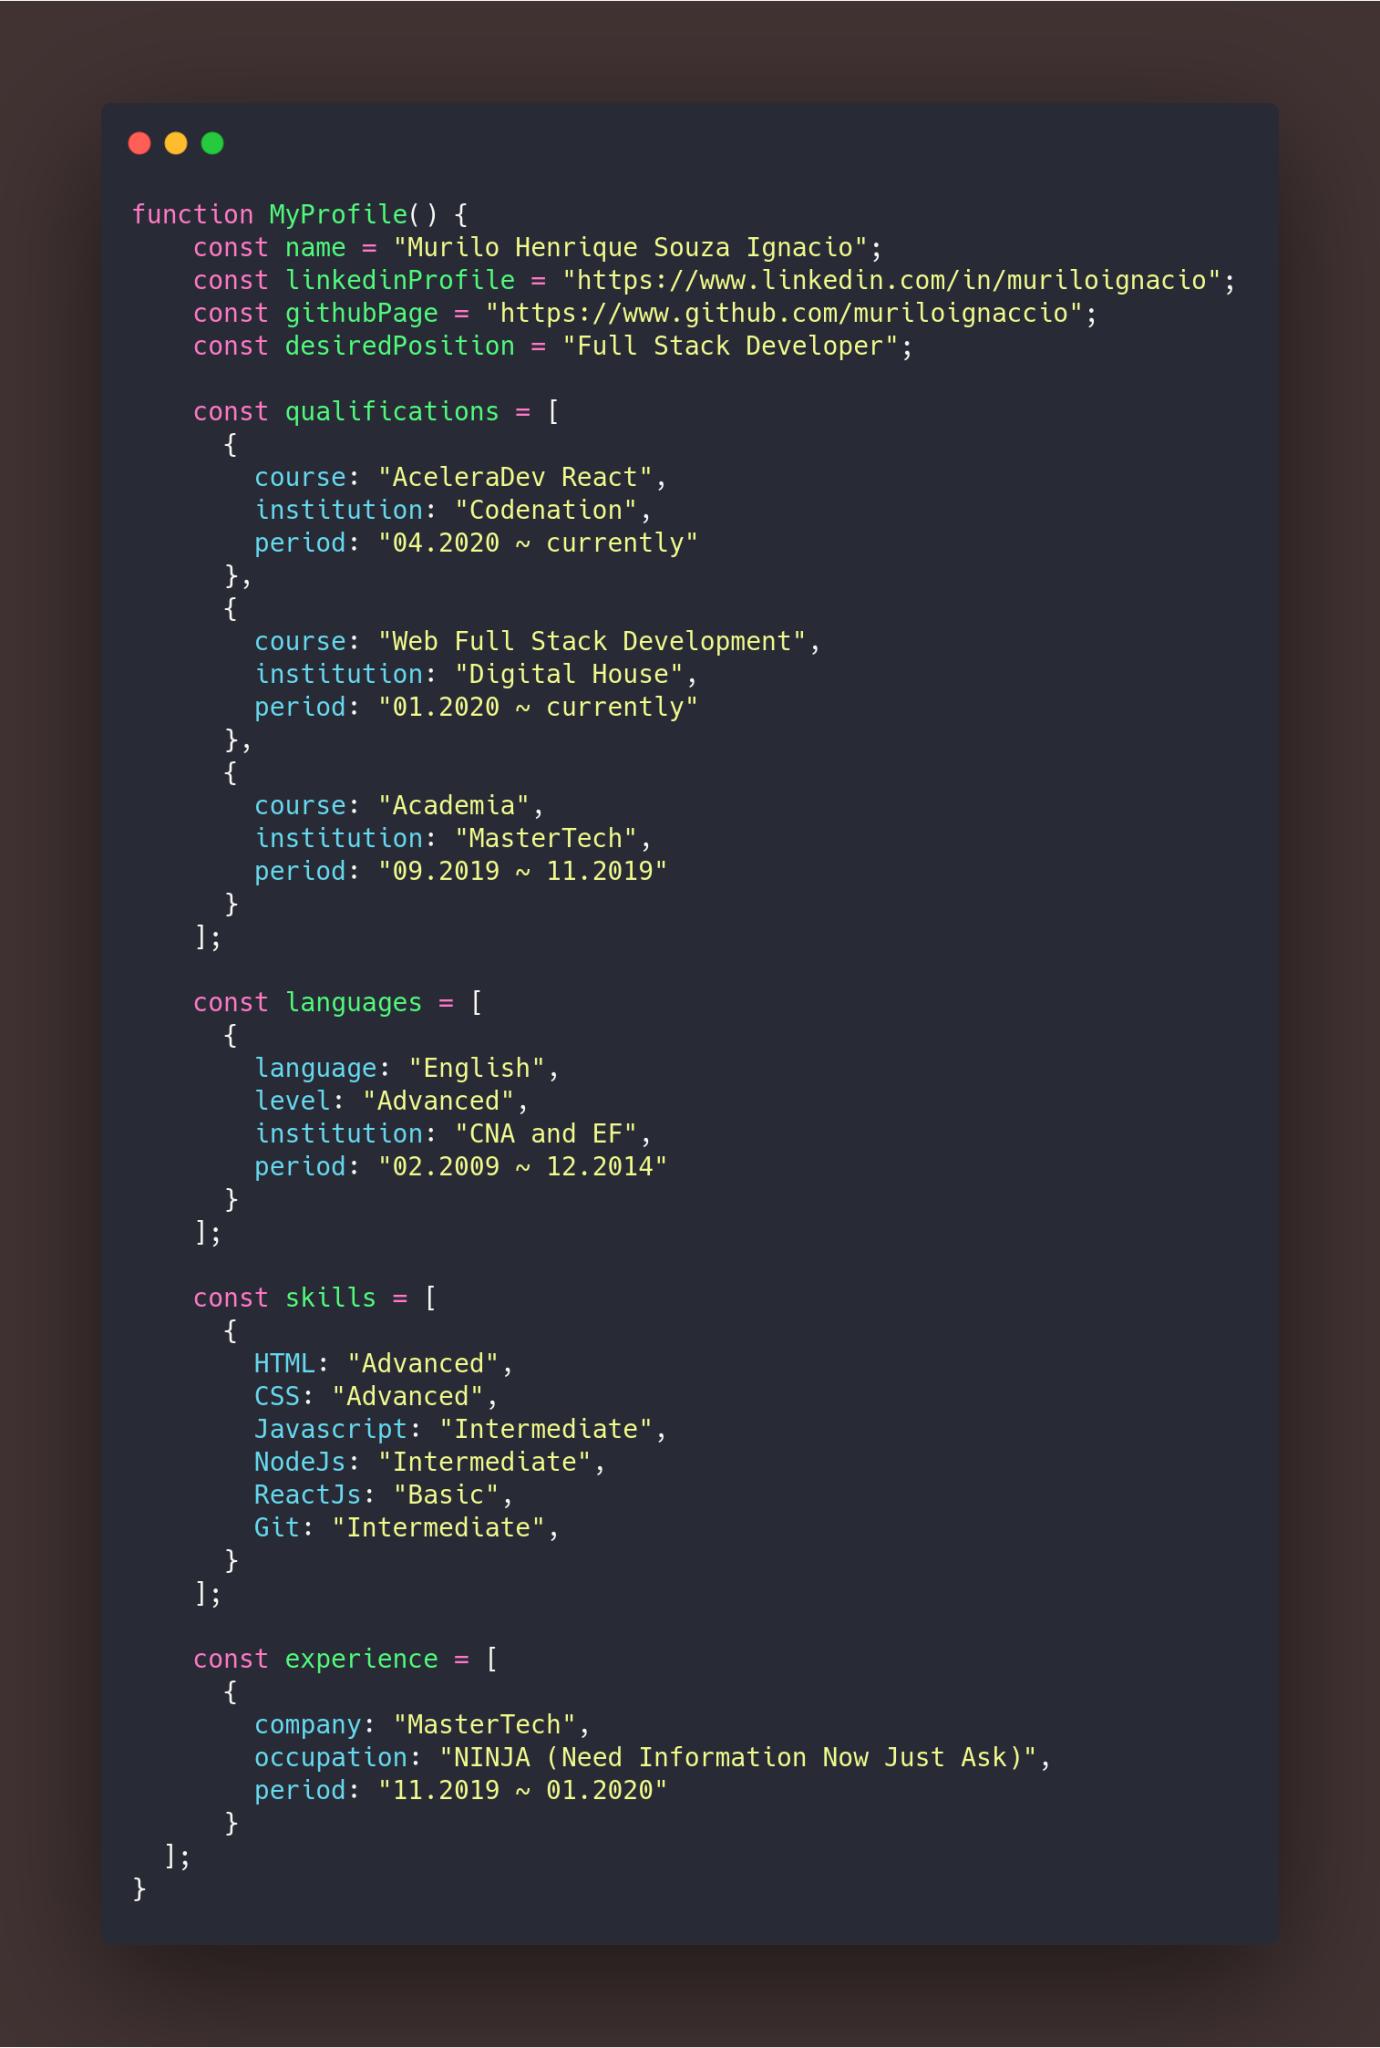 function MyProfile() {
    const name = "Murilo Henrique Souza Ignacio";
    const linkedinProfile = "https://www.linkedin.com/in/muriloignacio";
    const githubPage = "https://www.github.com/muriloignaccio";
    const desiredPosition = "Full Stack Developer";

    const qualifications = [
      {
        course: "AceleraDev React",
        institution: "Codenation",
        period: "04.2020 ~ currently"
      },
      {
        course: "Web Full Stack Development",
        institution: "Digital House",
        period: "01.2020 ~ currently"
      },
      {
        course: "Academia",
        institution: "MasterTech",
        period: "09.2019 ~ 11.2019"
      }
    ];

    const languages = [
      {
        language: "English",
        level: "Advanced",
        institution: "CNA and EF",
        period: "02.2009 ~ 12.2014"
      }
    ];

    const skills = [
      {
        HTML: "Advanced",
        CSS: "Advanced",
        Javascript: "Intermediate",
        NodeJs: "Intermediate",
        ReactJs: "Basic",
        Git: "Intermediate",
      }
    ];

    const experience = [
      {
        company: "MasterTech",
        occupation: "NINJA (Need Information Now Just Ask)",
        period: "11.2019 ~ 01.2020"
      }
  ];
}